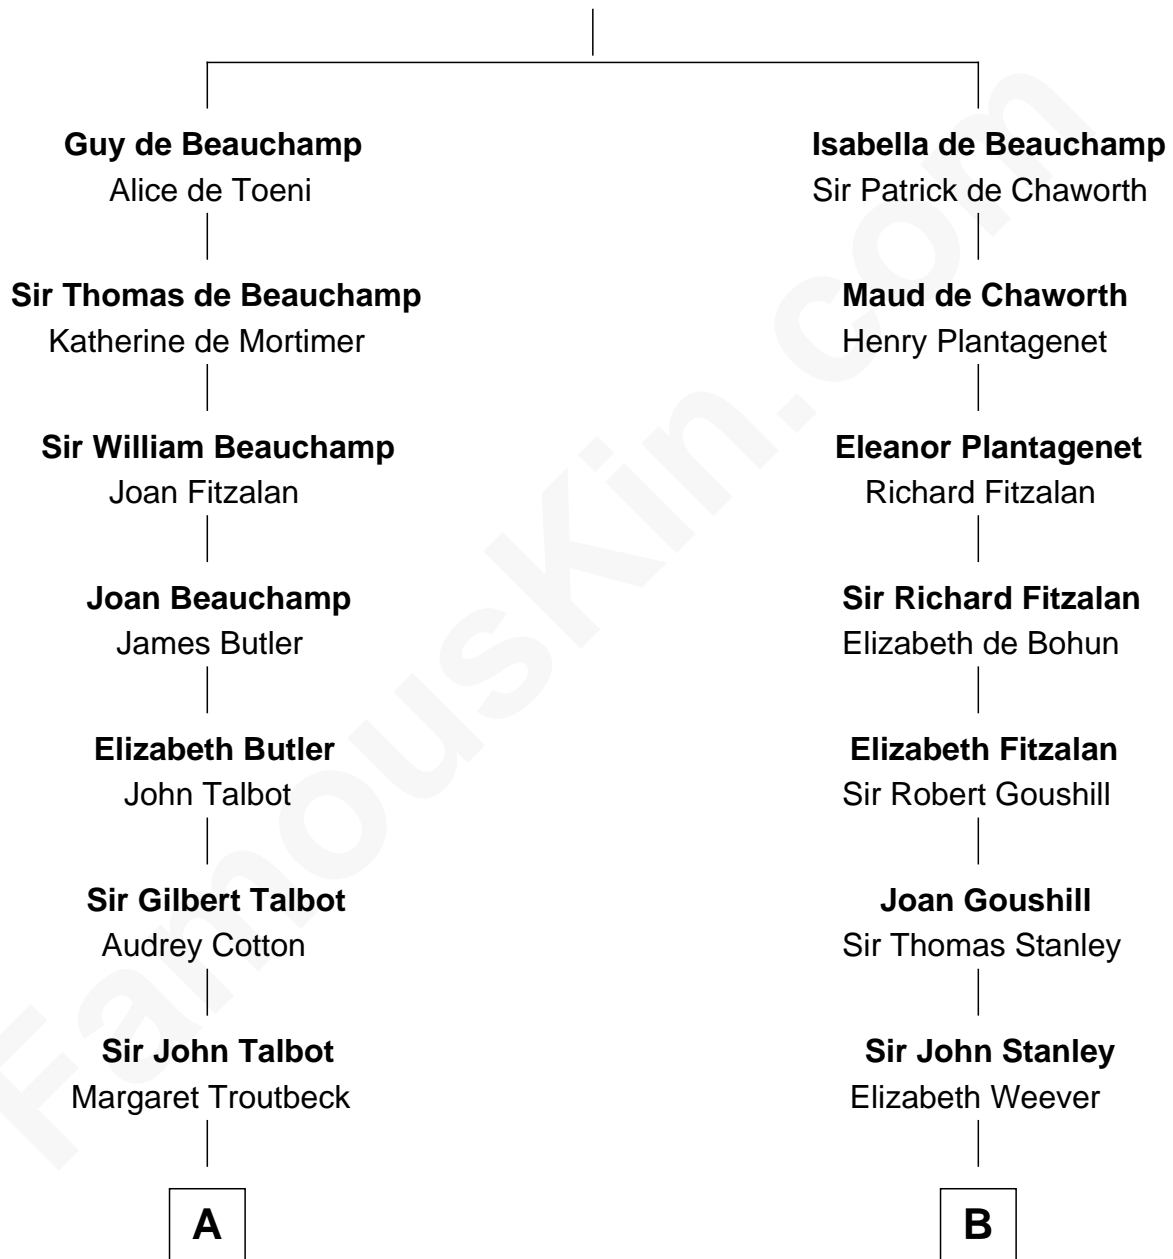 Guy de Beauchamp
Alice de Toeni
Sir Thomas de Beauchamp
Katherine de Mortimer
Sir William Beauchamp
Joan Fitzalan
Joan Beauchamp
James Butler
Elizabeth Butler
John Talbot
Sir Gilbert Talbot
Audrey Cotton
Sir John Talbot
Margaret Troutbeck
A
Isabella de Beauchamp
Sir Patrick de Chaworth
Maud de Chaworth
Henry Plantagenet
Eleanor Plantagenet
Richard Fitzalan
Sir Richard Fitzalan
Elizabeth de Bohun
Elizabeth Fitzalan
Sir Robert Goushill
Joan Goushill
Sir Thomas Stanley
Sir John Stanley
Elizabeth Weever
B
FamousKin.com